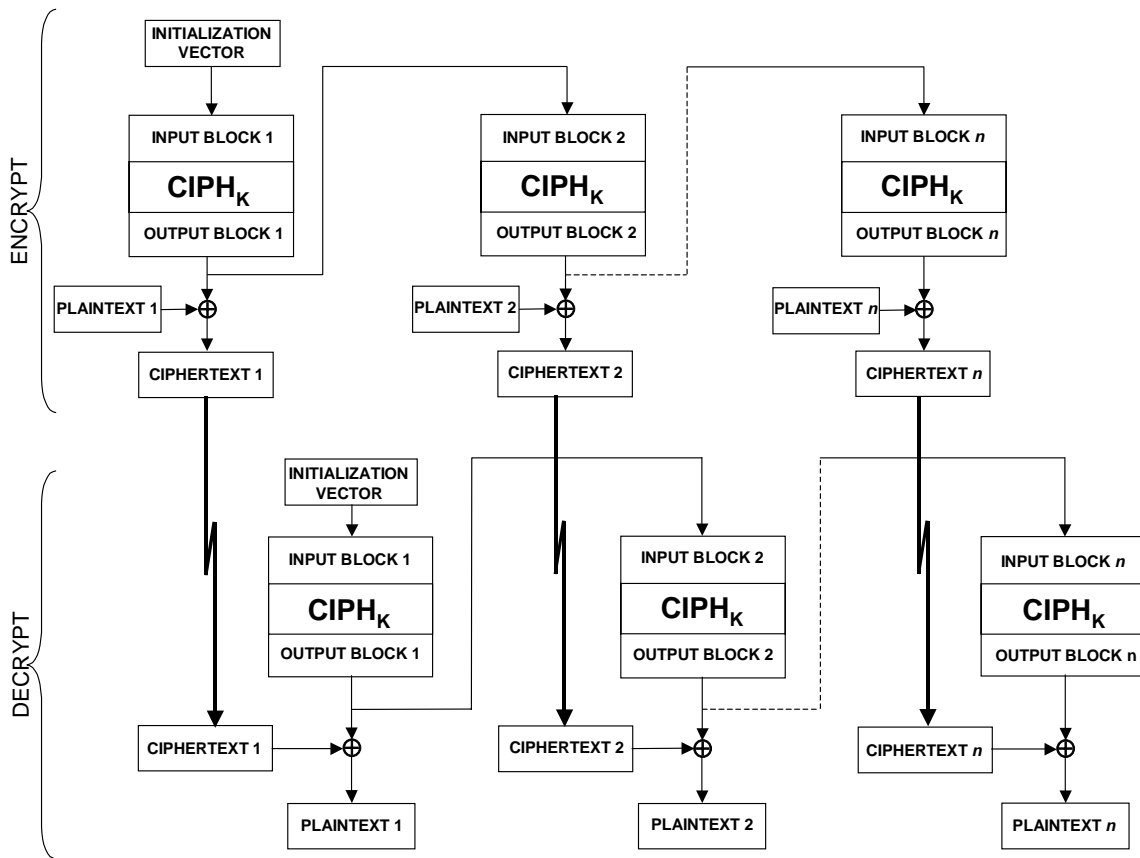 ENCRYPT
INITIALIZATION
VECTOR
INPUT BLOCK 1
CIPHK
OUTPUT BLOCK 1
PLAINTEXT 1
CIPHERTEXT 1
INPUT BLOCK 2
CIPHK
OUTPUT BLOCK 2
PLAINTEXT 2
CIPHERTEXT 2
INPUT BLOCK n
CIPHK
OUTPUT BLOCK n
PLAINTEXT n
CIPHERTEXT n
DECRYPT
INITIALIZATION
VECTOR
INPUT BLOCK 1
CIPHK
OUTPUT BLOCK 1
CIPHERTEXT 1
PLAINTEXT 1
INPUT BLOCK 2
CIPHK
OUTPUT BLOCK 2
CIPHERTEXT 2
PLAINTEXT 2
INPUT BLOCK n
CIPHK
OUTPUT BLOCK n
CIPHERTEXT n
PLAINTEXT n